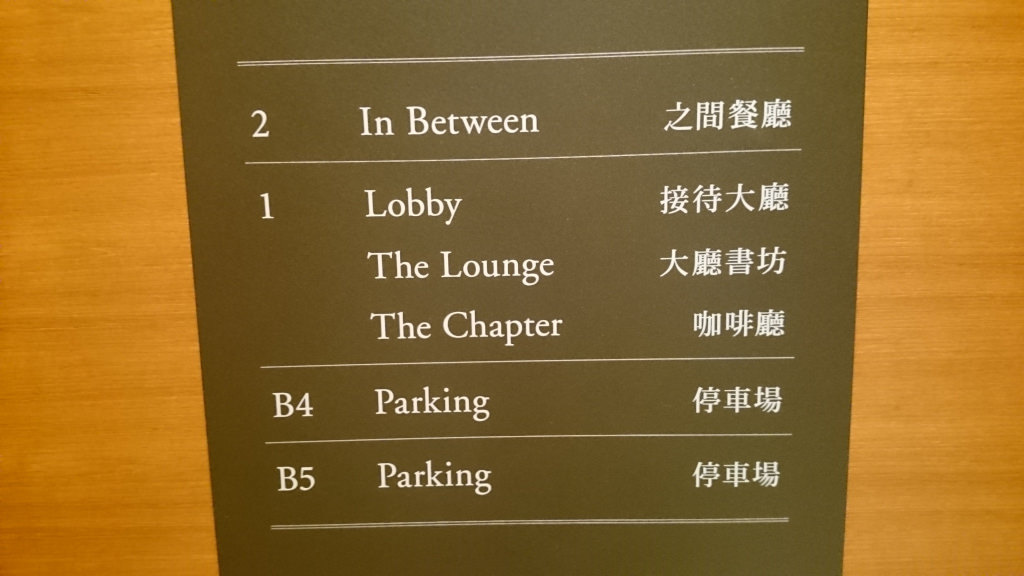 2 In Between 之間餐廳
1 Lobby 接待大廳
The Lounge 大廳書坊
The Chapter 咖啡廳
B4 Parking 停車場
B5 Parking 停車場